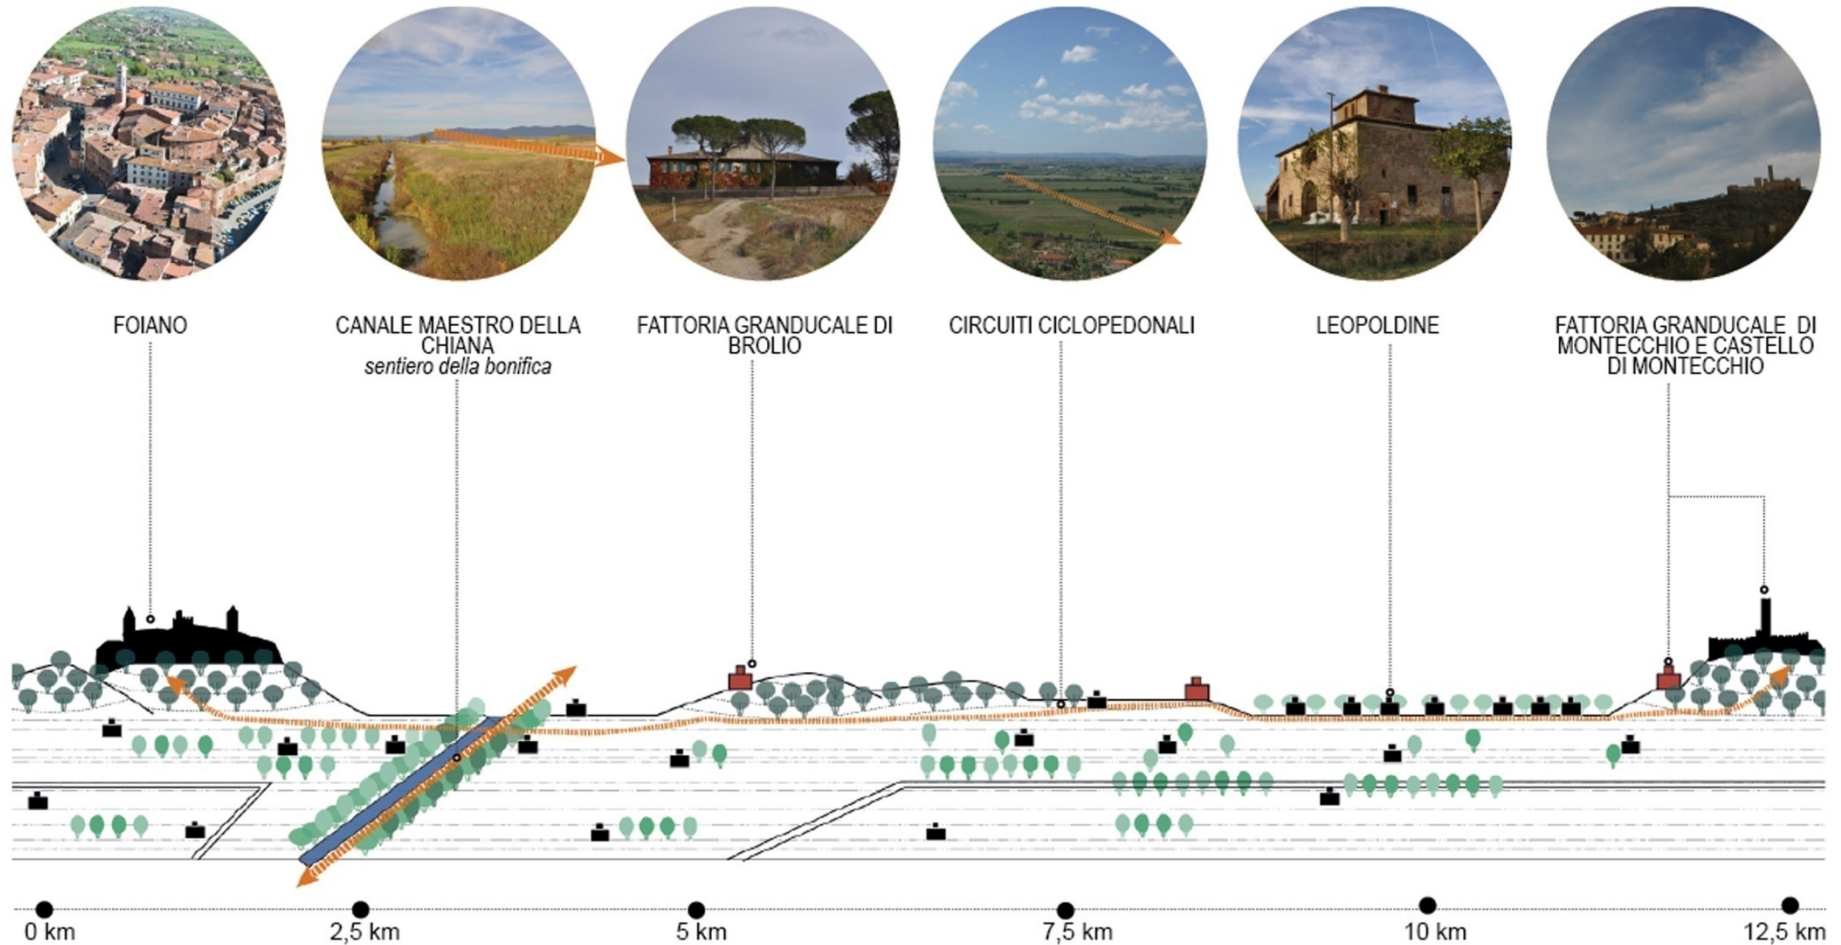 FOIANO
CANALE MAESTRO DELLA
CHIANA
sentiero della bonifica
FATTORIA GRANDUCALE DI
BROLIO
CIRCUITI CICLOPEDONALI
LEOPOLDINE
FATTORIA GRANDUCALE DI
MONTECCHIO E CASTELLO
DI MONTECCHIO
0 km
2,5 km
5 km
7,5 km
10 km
12,5 km